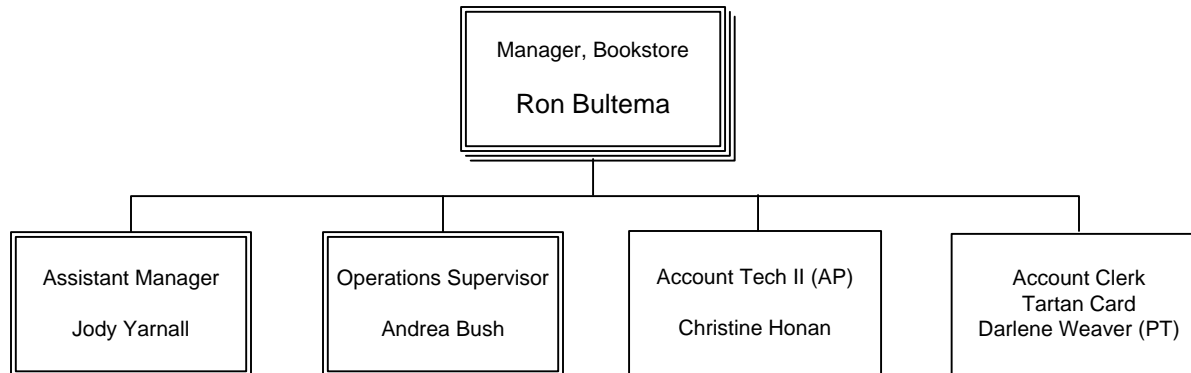 Manager, Bookstore
Ron Bultema
Assistant Manager
Jody Yarnall
Operations Supervisor
Andrea Bush
Account Tech II (AP)
Christine Honan
Account Clerk
Tartan Card
Darlene Weaver (PT)